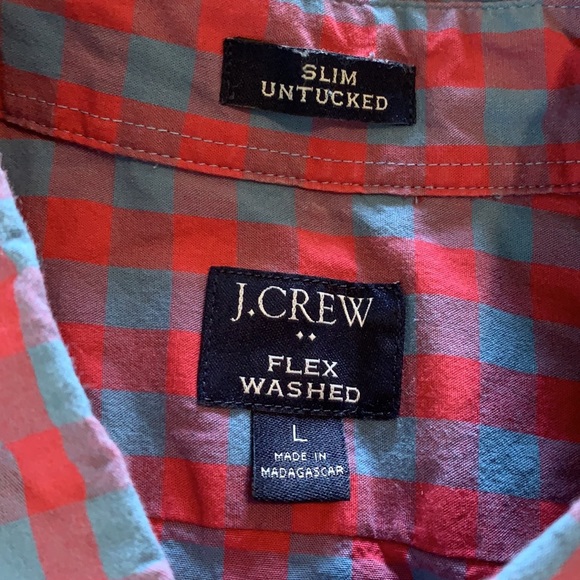 SLIM
UNTUCKED
J.CREW
••
FLEX
WASHED
L
MADE IN
MADAGASCAR